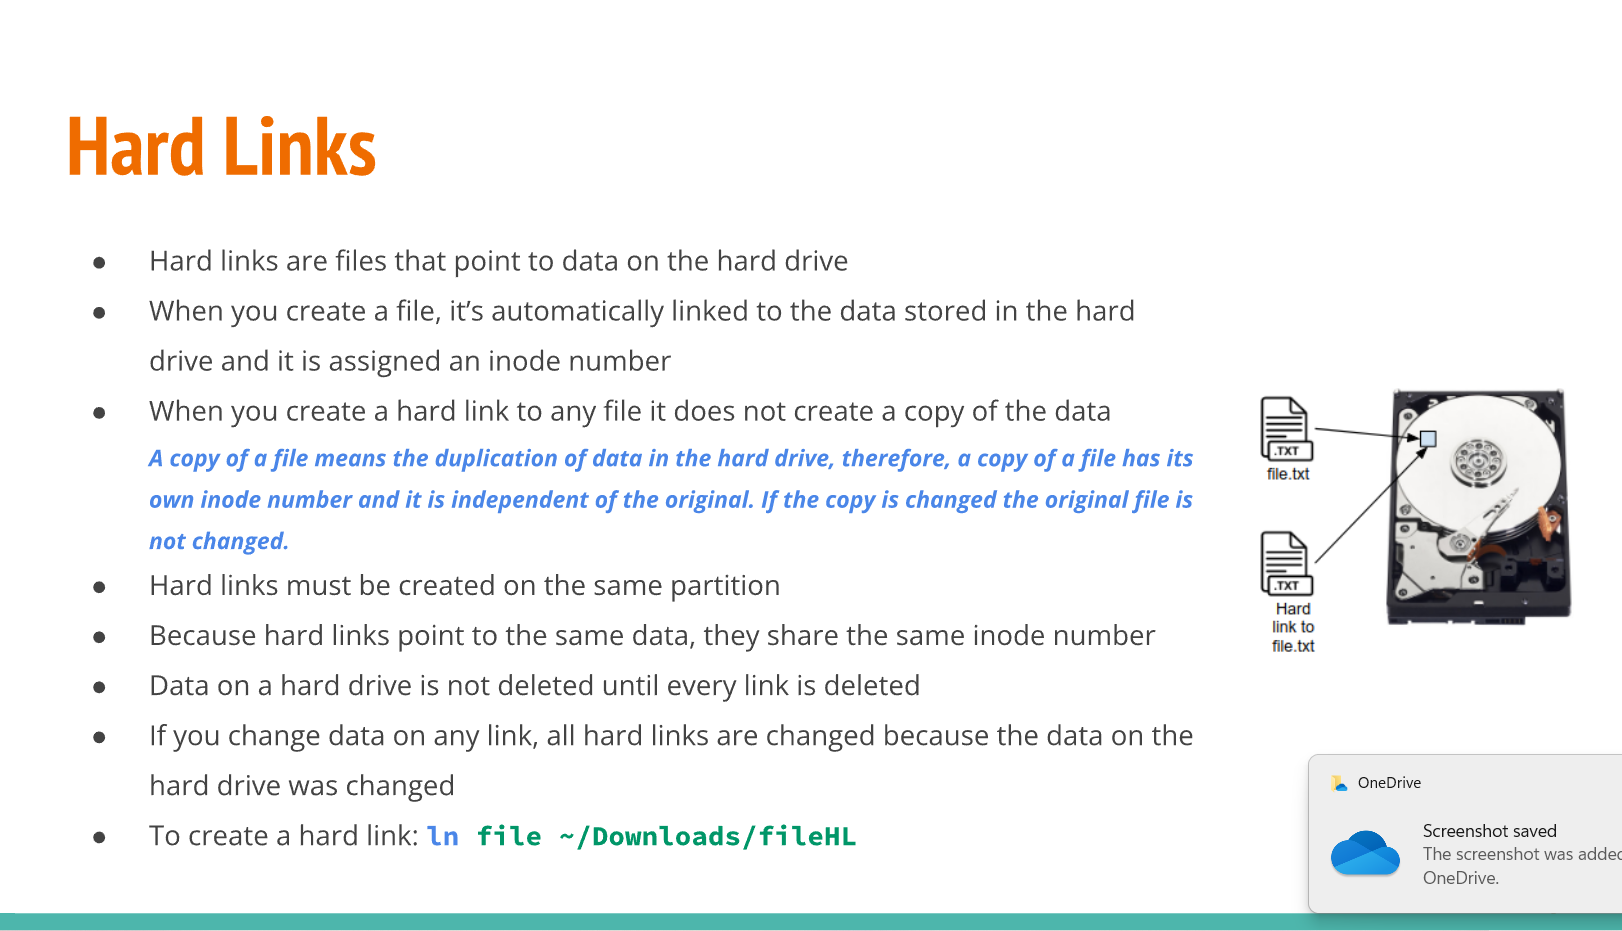 Hard Links
● Hard links are files that point to data on the hard drive
● When you create a file, it’s automatically linked to the data stored in the hard
drive and it is assigned an inode number
● When you create a hard link to any file it does not create a copy of the data
A copy of a file means the duplication of data in the hard drive, therefore, a copy of a file has its
own inode number and it is independent of the original. If the copy is changed the original file is
not changed.
● Hard links must be created on the same partition
● Because hard links point to the same data, they share the same inode number
● Data on a hard drive is not deleted until every link is deleted
● If you change data on any link, all hard links are changed because the data on the
hard drive was changed
● To create a hard link: ln file ~/Downloads/fileHL
.TXT
file.txt
.TXT
Hard
link to
file.txt
OneDrive
Screenshot saved
The screenshot was added
OneDrive.